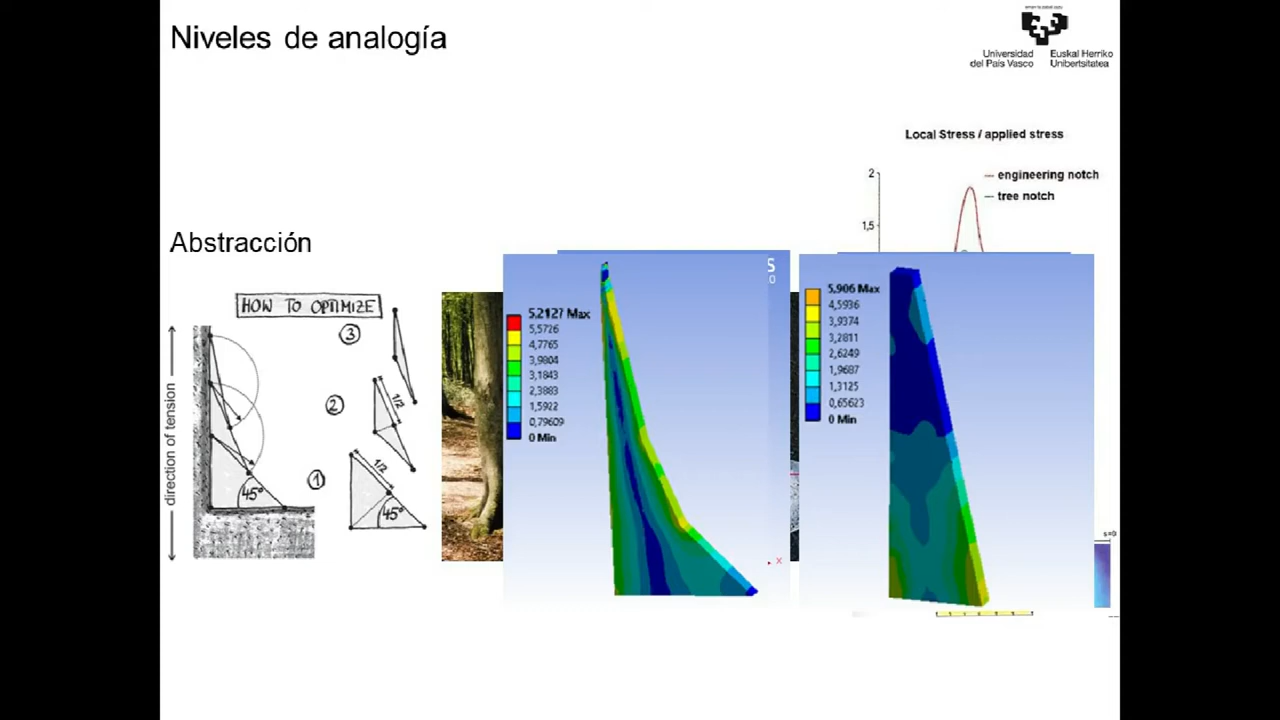 Niveles de analogía
Universidad del País Vasco
Euskal Herriko Unibertsitatea
Local Stress / applied stress
2
engineering notch
tree notch
1,5
Abstracción
HOW TO OPTIMIZE
direction of tension
45°
3
2
1/2
1
1/2
45°
S
0
5,2127 Max
5,5726
4,7765
3,9804
3,1843
2,3883
1,5922
0,79609
0 Min
X
5,906 Max
4,5936
3,9374
3,2811
2,6249
1,9687
1,3125
0,65623
0 Min
s=0